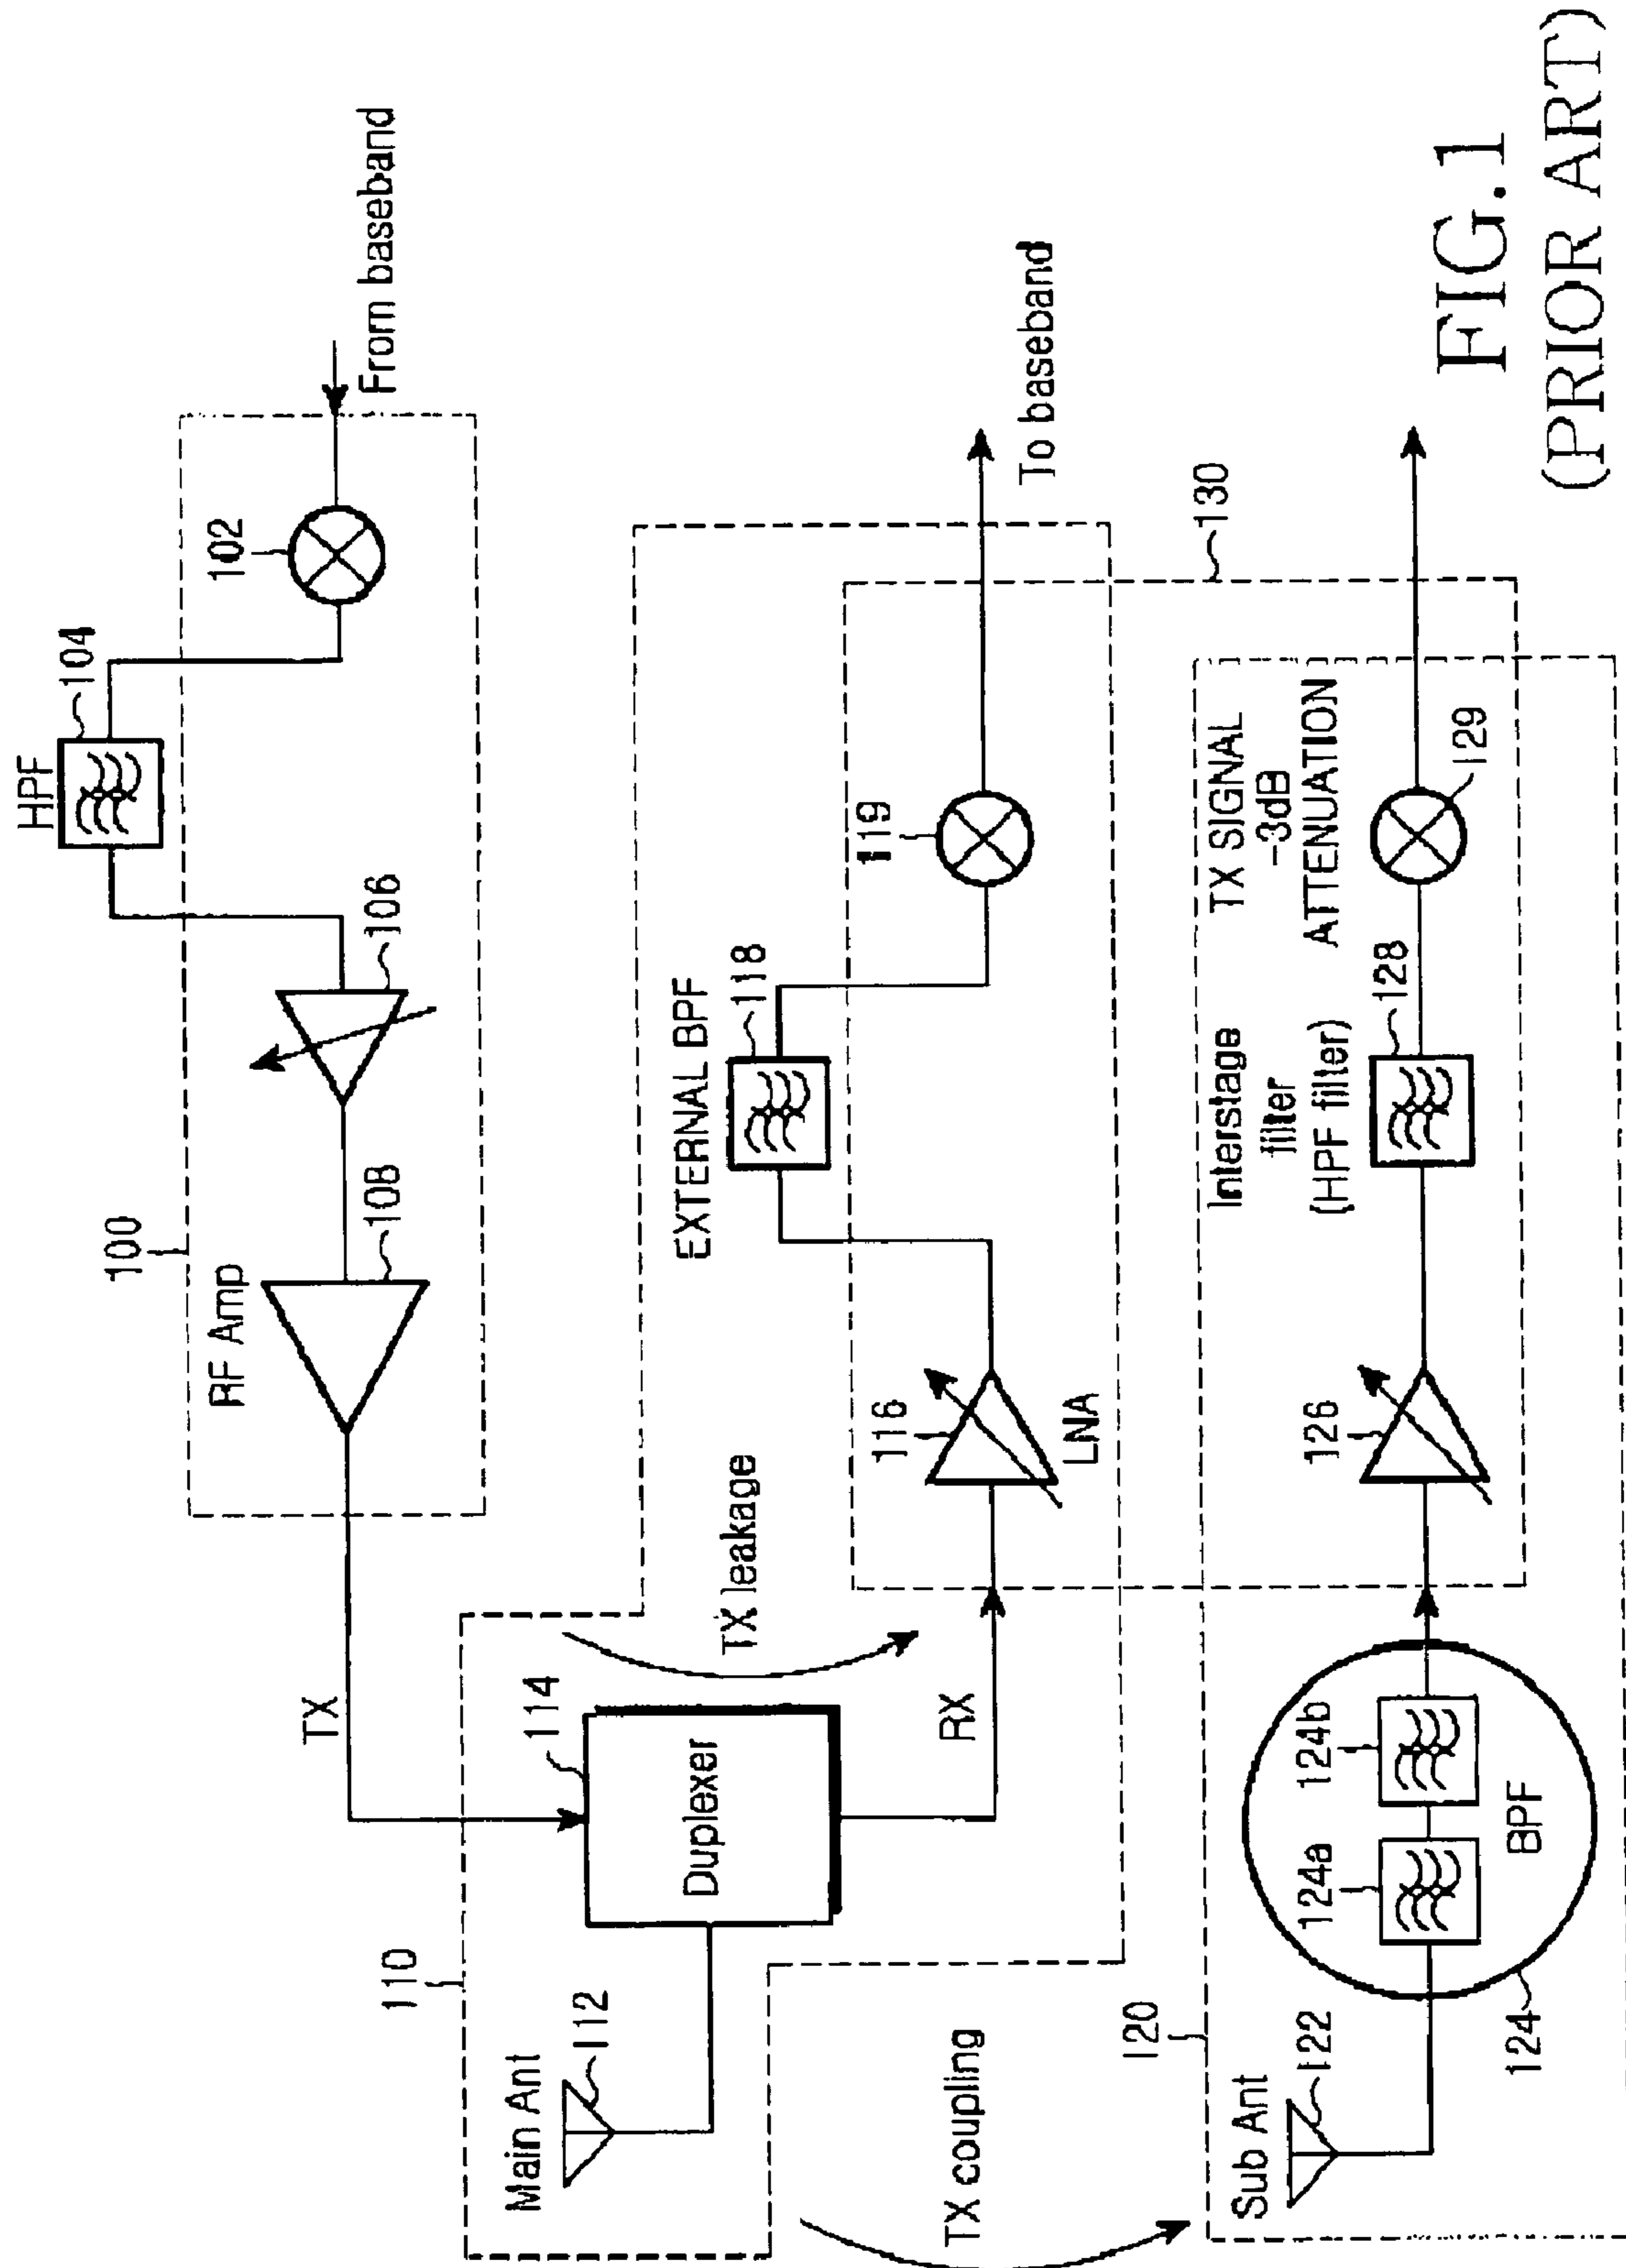 HPF
104
102
From baseband
100
RF Amp
108
106
TX
110
Main Ant
112
114
Duplexer
TX leakage
EXTERNAL BPF
118
119
To baseband
116
LNA
RX
130
TX coupling
120
Sub Ant
122
124a
124b
BPF
124
126
Interstage
filter
(HPF filter)
128
TX SIGNAL
-3dB
ATTENUATION
129
FIG.1
(PRIOR ART)